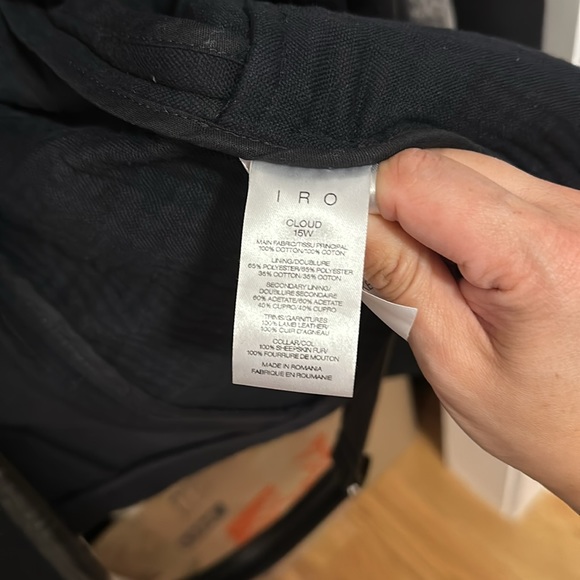 I R O
CLOUD
15W
MAIN FABRIC/TISSU PRINCIPAL
100% COTTON/100% COTON
LINING/DOUBLURE
65% POLYESTER/65% POLYESTER
35% COTTON/35% COTON
SECONDARY LINING/
DOUBLURE SECONDAIRE
60% ACETATE/60% ACETATE
40% CUPRO/40% CUPRO
TRIMS/GARNITURES
100% LAMB LEATHER/
100% CUIR D'AGNEAU
COLLAR/COL
100% SHEEPSKIN FUR/
100% FOURRURE DE MOUTON
MADE IN ROMANIA
FABRIQUE EN ROUMANIE